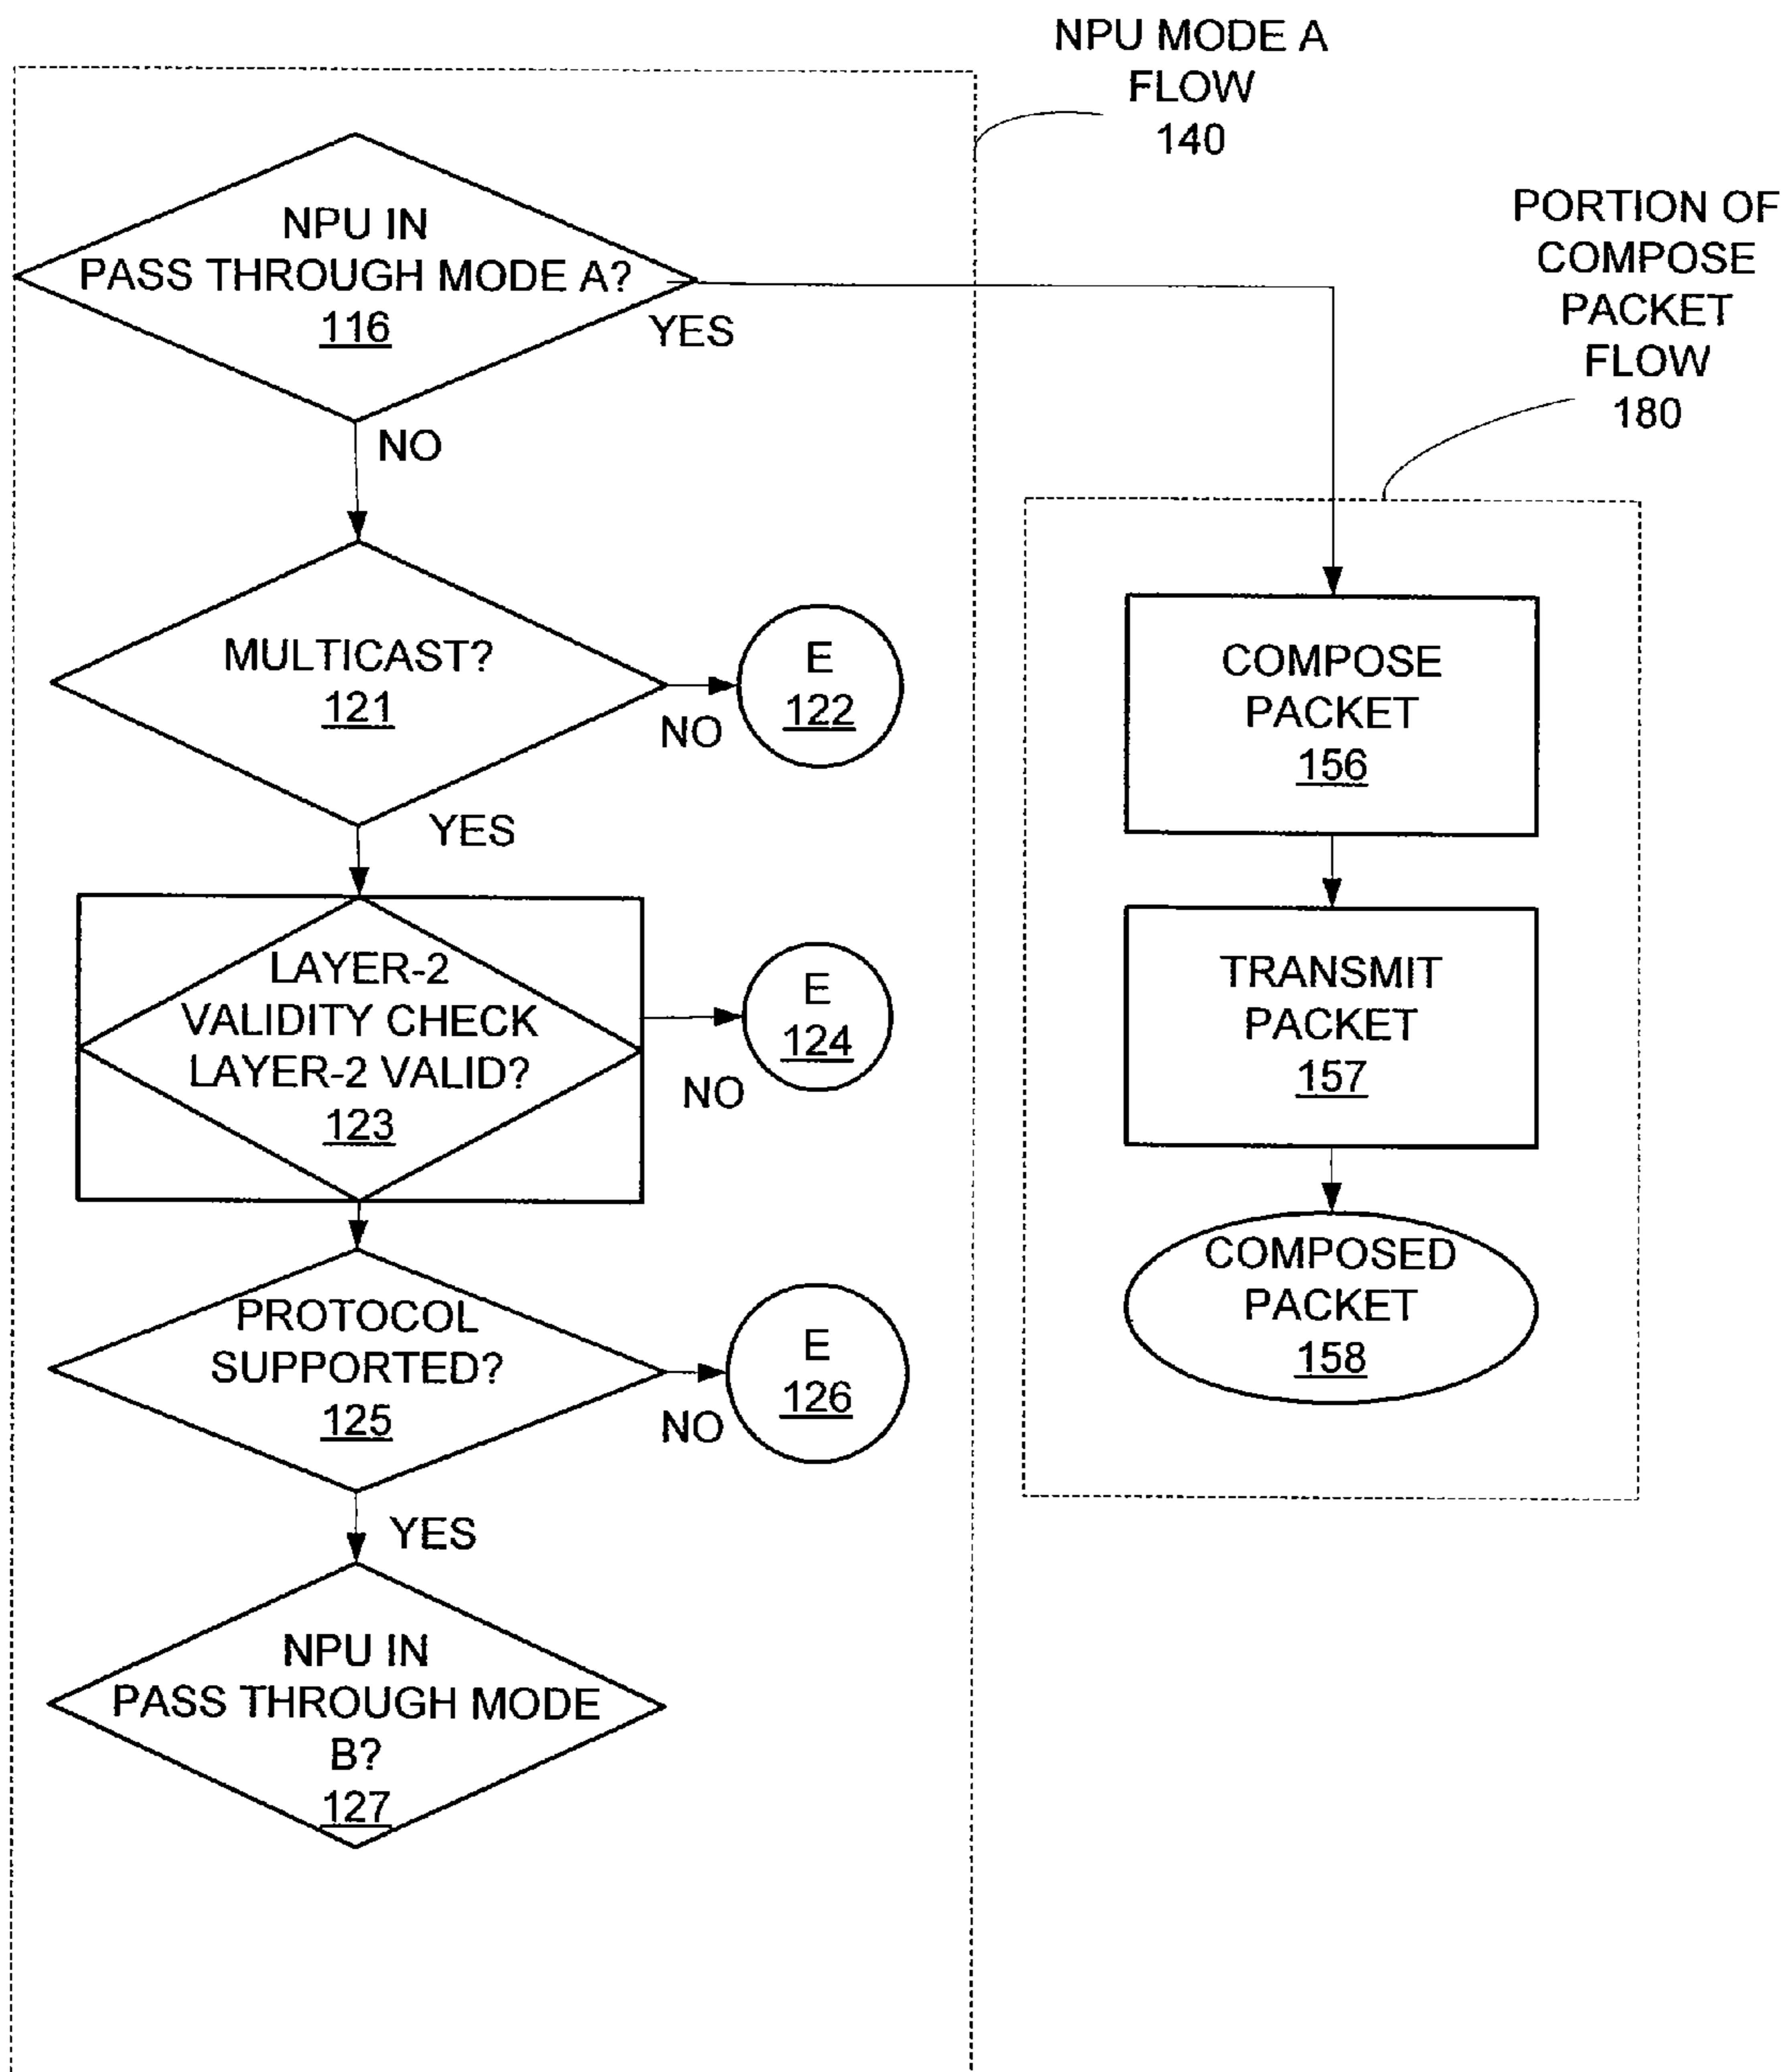 NPU MODE A
FLOW
140
PORTION OF
COMPOSE
PACKET
FLOW
180
NPU IN
PASS THROUGH MODE A?
116
YES
NO
MULTICAST?
121
NO
E
122
YES
LAYER-2
VALIDITY CHECK
LAYER-2 VALID?
123
NO
E
124
PROTOCOL
SUPPORTED?
125
NO
E
126
YES
NPU IN
PASS THROUGH MODE
B?
127
COMPOSE
PACKET
156
TRANSMIT
PACKET
157
COMPOSED
PACKET
158